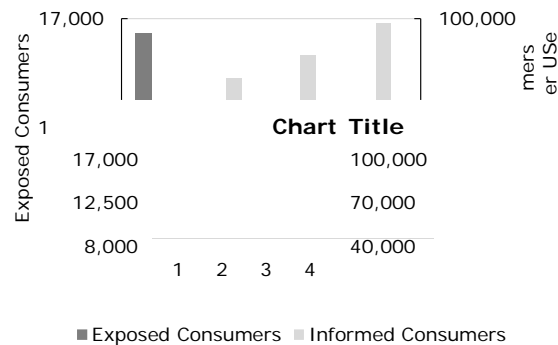 17,000 100,000
Exposed Consumers
mers
er USe
1 Chart Title
17,000 100,000
12,500 70,000
8,000 40,000
1 2 3 4
Exposed Consumers Informed Consumers